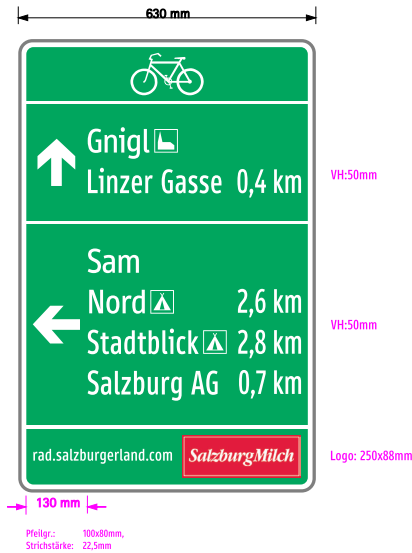 630 mm
Gnigl
Linzer Gasse 0,4 km
VH:50mm
Sam
Nord 2,6 km
VH:50mm
Stadtblick 2,8 km
Salzburg AG 0,7 km
rad.salzburgerland.com SalzburgMilch
Logo: 250x88mm
130 mm
Pfeilgr.: 100x80mm,
Strichstärke: 22,5mm